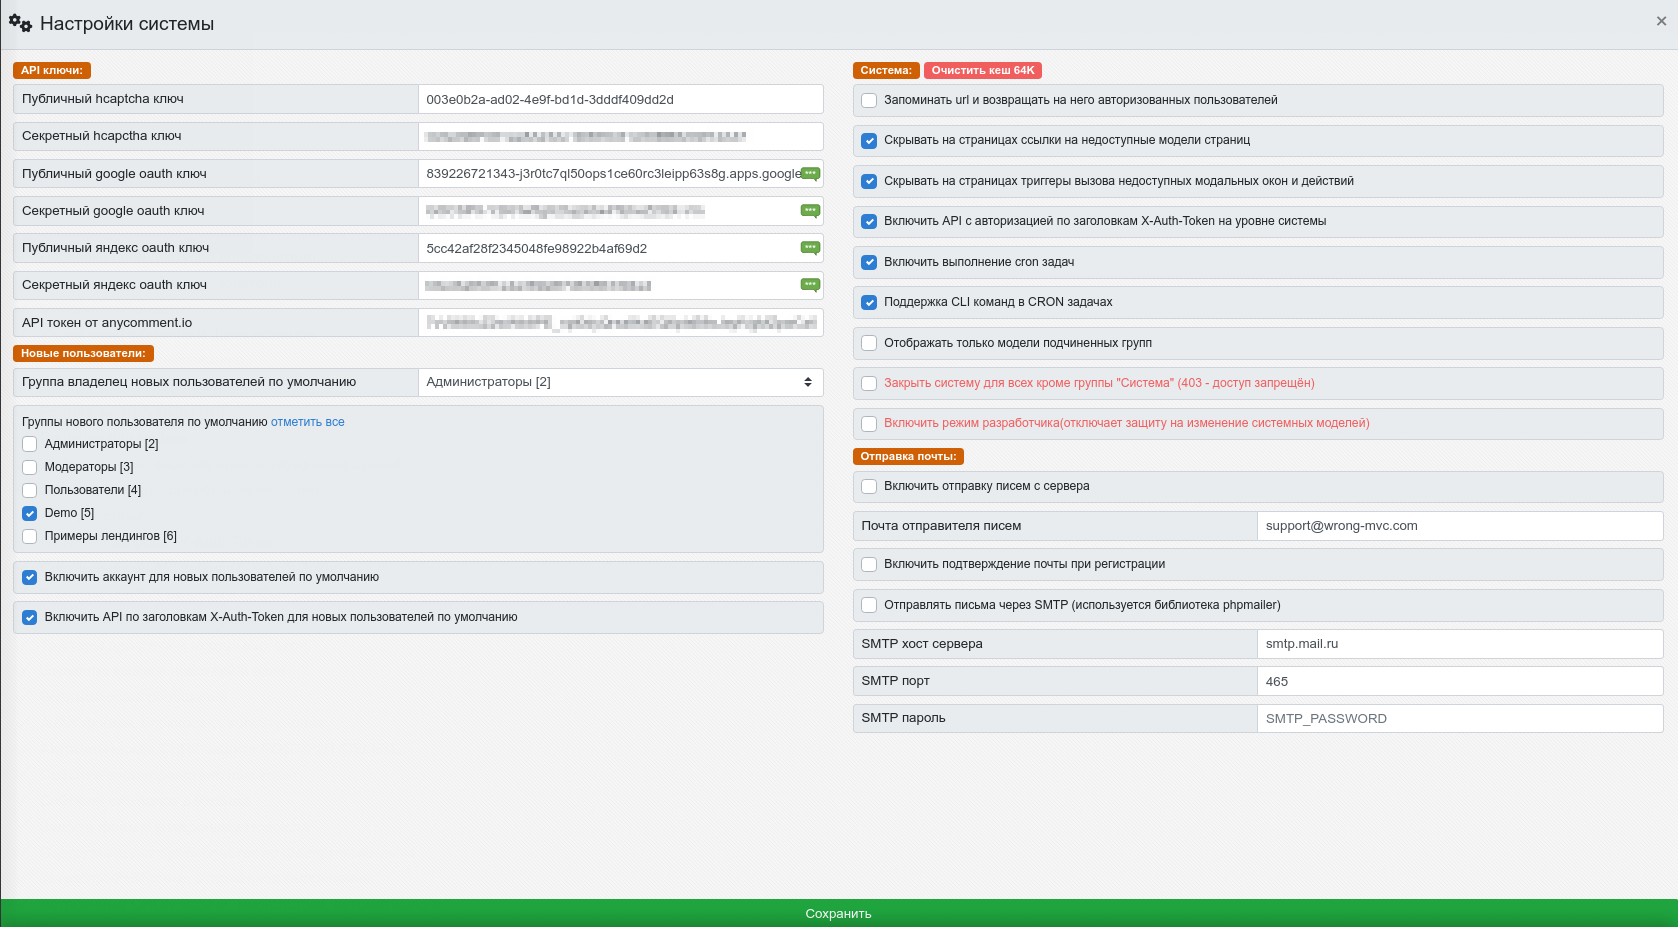 Настройки системы
×
API ключи:
Публичный hcaptcha ключ
003e0b2a-ad02-4e9f-bd1d-3dddf409dd2d
Секретный hcapctha ключ
Публичный google oauth ключ
839226721343-j3r0tc7ql50ops1ce60rc3leipp63s8g.apps.google
Секретный google oauth ключ
Публичный яндекс oauth ключ
5cc42af28f2345048fe98922b4af69d2
Секретный яндекс oauth ключ
API токен от anycomment.io
Новые пользователи:
Группа владелец новых пользователей по умолчанию
Администраторы [2]
Группы нового пользователя по умолчанию отметить все
Администраторы [2]
Модераторы [3]
Пользователи [4]
Demo [5]
Примеры лендингов [6]
Включить аккаунт для новых пользователей по умолчанию
Включить API по заголовкам X-Auth-Token для новых пользователей по умолчанию
Система: Очистить кеш 64K
Запоминать url и возвращать на него авторизованных пользователей
Скрывать на страницах ссылки на недоступные модели страниц
Скрывать на страницах триггеры вызова недоступных модальных окон и действий
Включить API с авторизацией по заголовкам X-Auth-Token на уровне системы
Включить выполнение cron задач
Поддержка CLI команд в CRON задачах
Отображать только модели подчиненных групп
Закрыть систему для всех кроме группы "Система" (403 - доступ запрещён)
Включить режим разработчика(отключает защиту на изменение системных моделей)
Отправка почты:
Включить отправку писем с сервера
Почта отправителя писем
support@wrong-mvc.com
Включить подтверждение почты при регистрации
Отправлять письма через SMTP (используется библиотека phpmailer)
SMTP хост сервера
smtp.mail.ru
SMTP порт
465
SMTP пароль
SMTP_PASSWORD
Сохранить